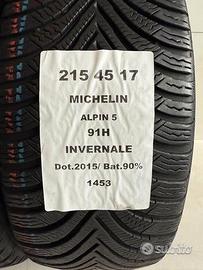 215 45 17
MICHELIN
ALPIN 5
91H
INVERNALE
Dot.2015/ Bat.90%
1453
subito